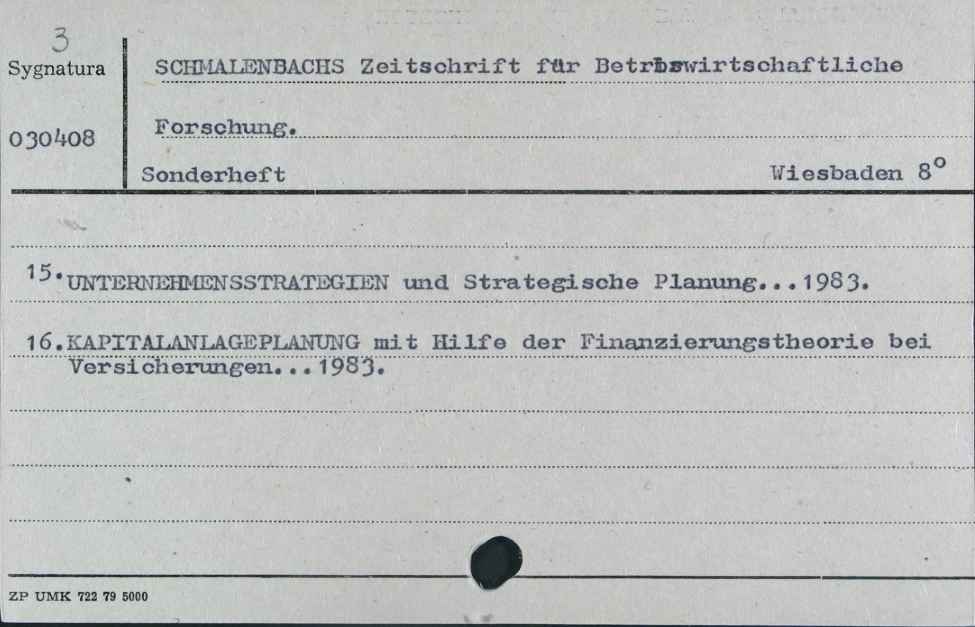 3
Sygnatura
SCHMALENBACHS Zeitschrift für Betrbswirtschaftliche
030408
Forschung.
Sonderheft Wiesbaden 8°
15. UNTERNEHMENSSTRATEGIEN und Strategische Planung...1983.
16. KAPITALANLAGEPLANUNG mit Hilfe der Finanzierungstheorie bei
Versicherungen...1983.
ZP UMK 722 79 5000